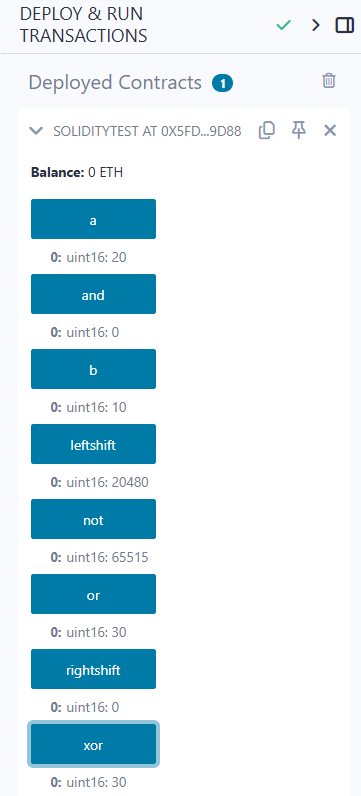 DEPLOY & RUN
TRANSACTIONS
Deployed Contracts 1
SOLIDITYTEST AT 0X5FD...9D88
Balance: 0 ETH
a
0: uint16: 20
and
0: uint16: 0
b
0: uint16: 10
leftshift
0: uint16: 20480
not
0: uint16: 65515
or
0: uint16: 30
rightshift
0: uint16: 0
xor
0: uint16: 30